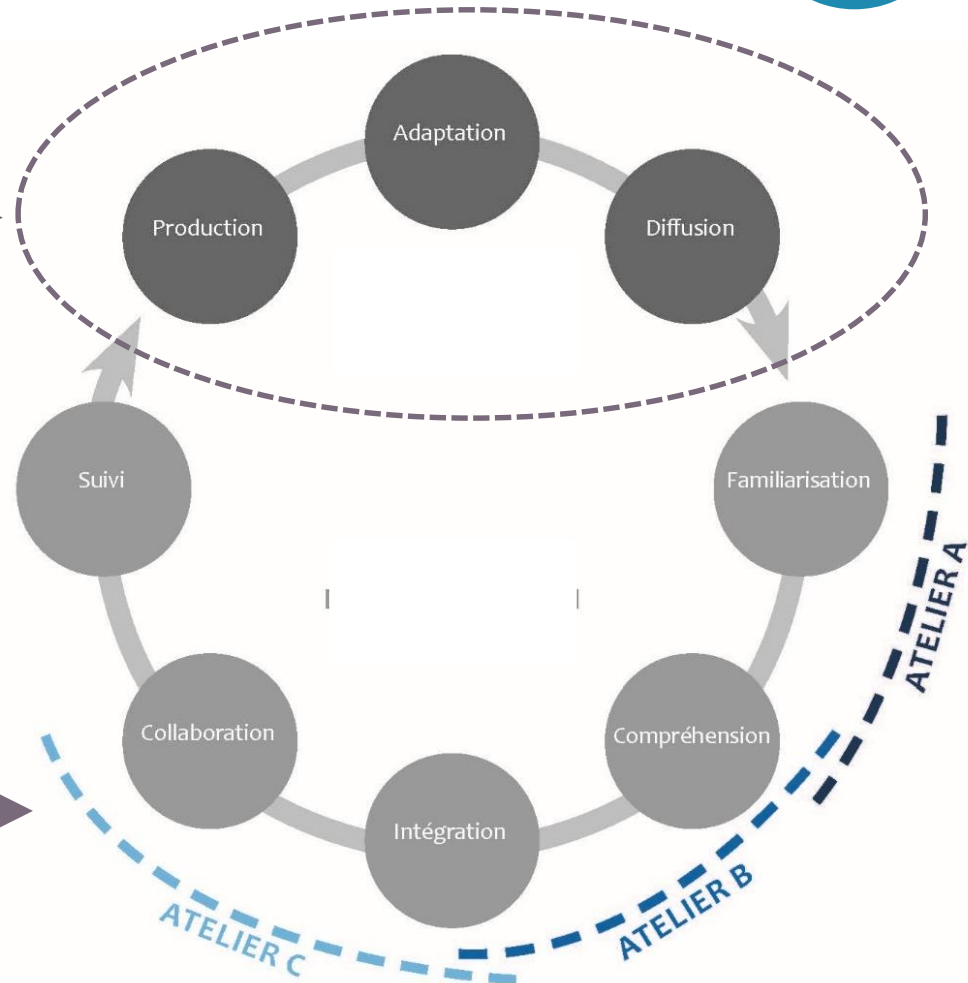 Adaptation
Production
Diffusion
Suivi
Familiarisation
ATELIER A
Collaboration
Compréhension
Intégration
ATELIER B
ATELIER C